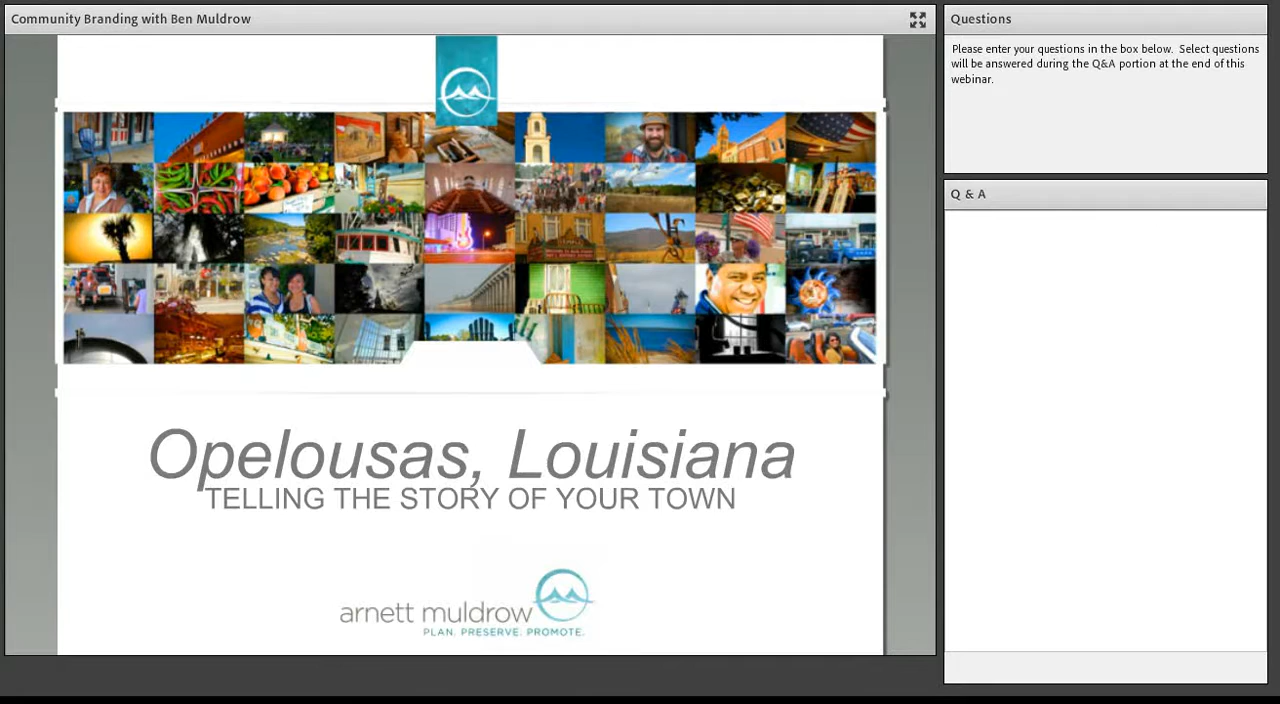 Community Branding with Ben Muldrow
Opelousas, Louisiana
TELLING THE STORY OF YOUR TOWN
arnett muldrow
PLAN. PRESERVE. PROMOTE.
Questions
Please enter your questions in the box below.  Select questions
will be answered during the Q&A portion at the end of this
webinar.
Q & A